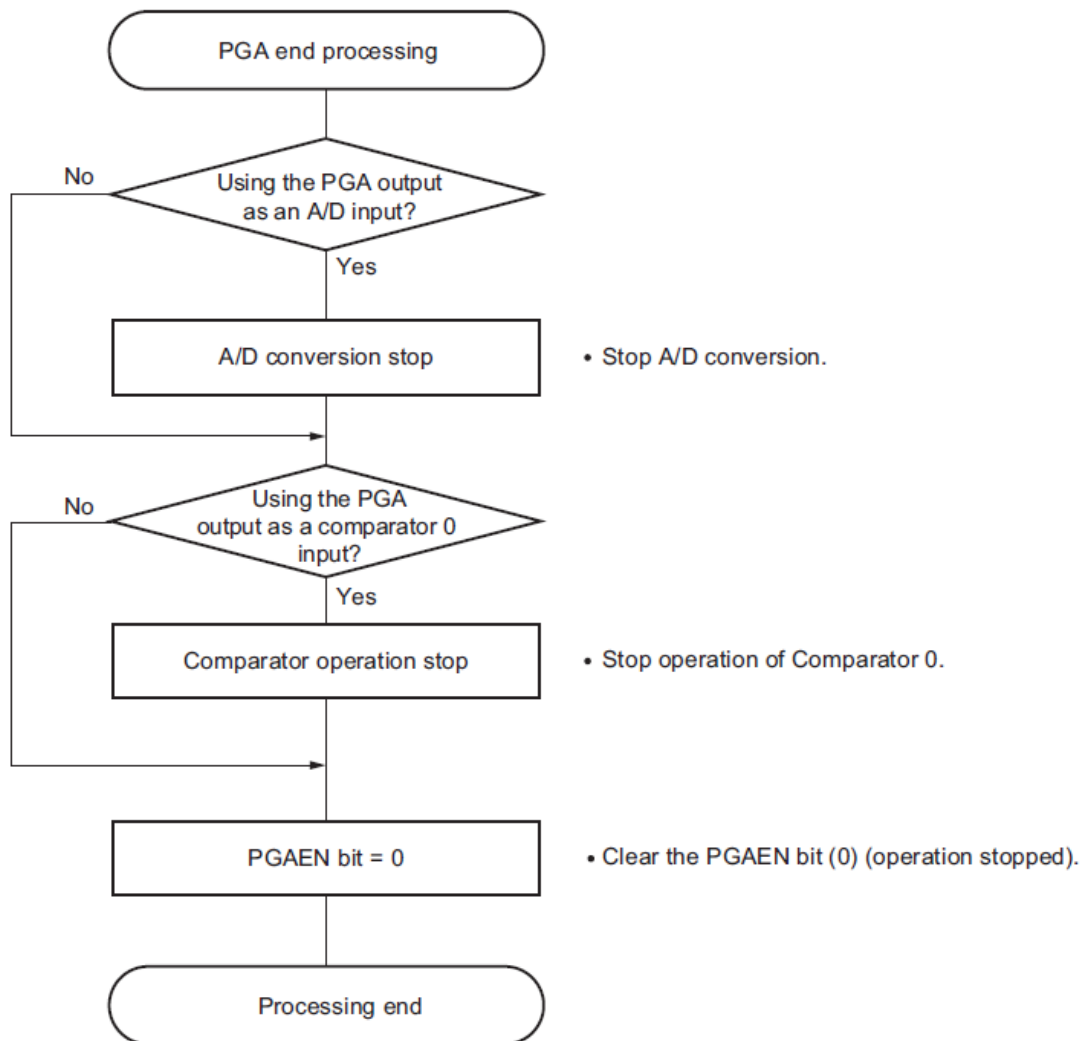 PGA end processing
No
Using the PGA output
as an A/D input?
Yes
A/D conversion stop
• Stop A/D conversion.
No
Using the PGA
output as a comparator 0
input?
Yes
Comparator operation stop
• Stop operation of Comparator 0.
PGAEN bit = 0
• Clear the PGAEN bit (0) (operation stopped).
Processing end